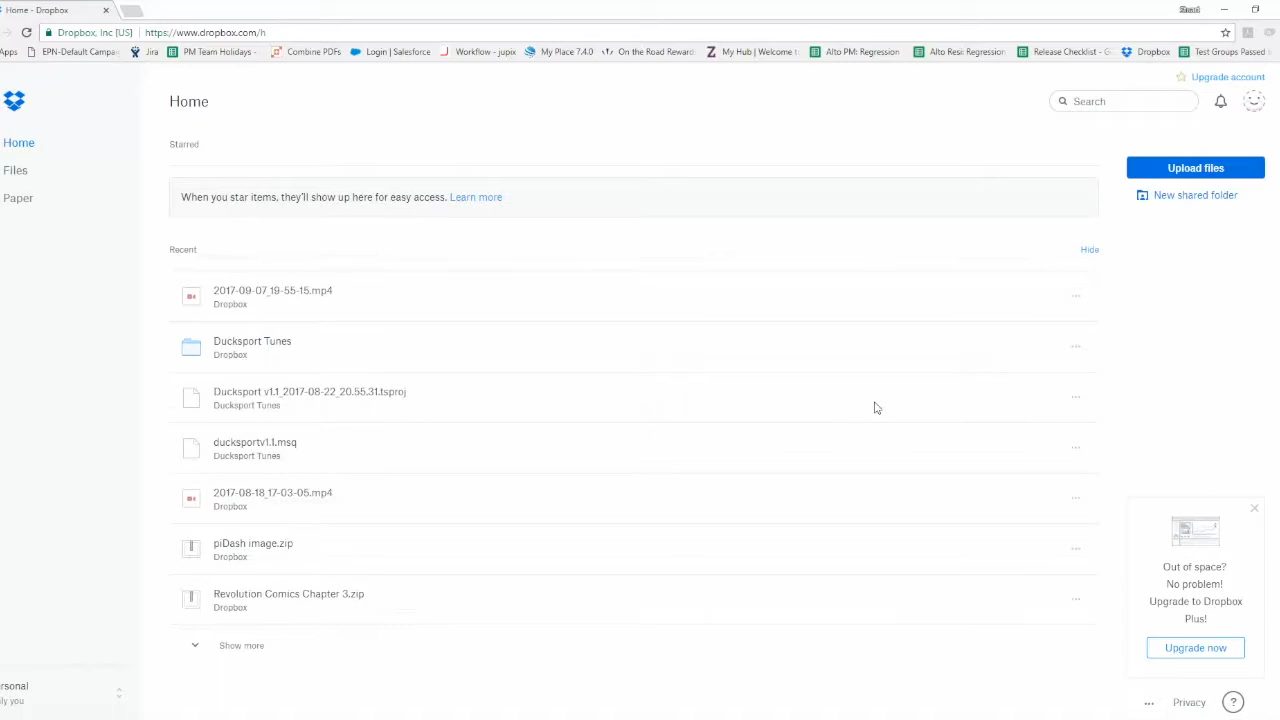 Home - Dropbox
Dropbox, Inc [US] https://www.dropbox.com/h
Apps EPN-Default Campa Jira PM Team Holidays - Combine PDFs Login | Salesforce Workflow - jupix My Place 7.4.0 On the Road Reward My Hub | Welcome t Alto PM: Regression Alto Resi: Regression Release Checklist - G Dropbox Test Groups Passed
Upgrade account
Home
Search
Home
Files
Paper
Starred
Upload files
When you star items, they'll show up here for easy access. Learn more
New shared folder
Recent
Hide
2017-09-07_19-55-15.mp4
Dropbox
Ducksport Tunes
Dropbox
Ducksport v1.1_2017-08-22_20.55.31.tsproj
Ducksport Tunes
ducksportv1.1.msq
Ducksport Tunes
2017-08-18_17-03-05.mp4
Dropbox
piDash image.zip
Dropbox
Revolution Comics Chapter 3.zip
Dropbox
Show more
Out of space?
No problem!
Upgrade to Dropbox
Plus!
Upgrade now
rsonal
ly you
Privacy
?